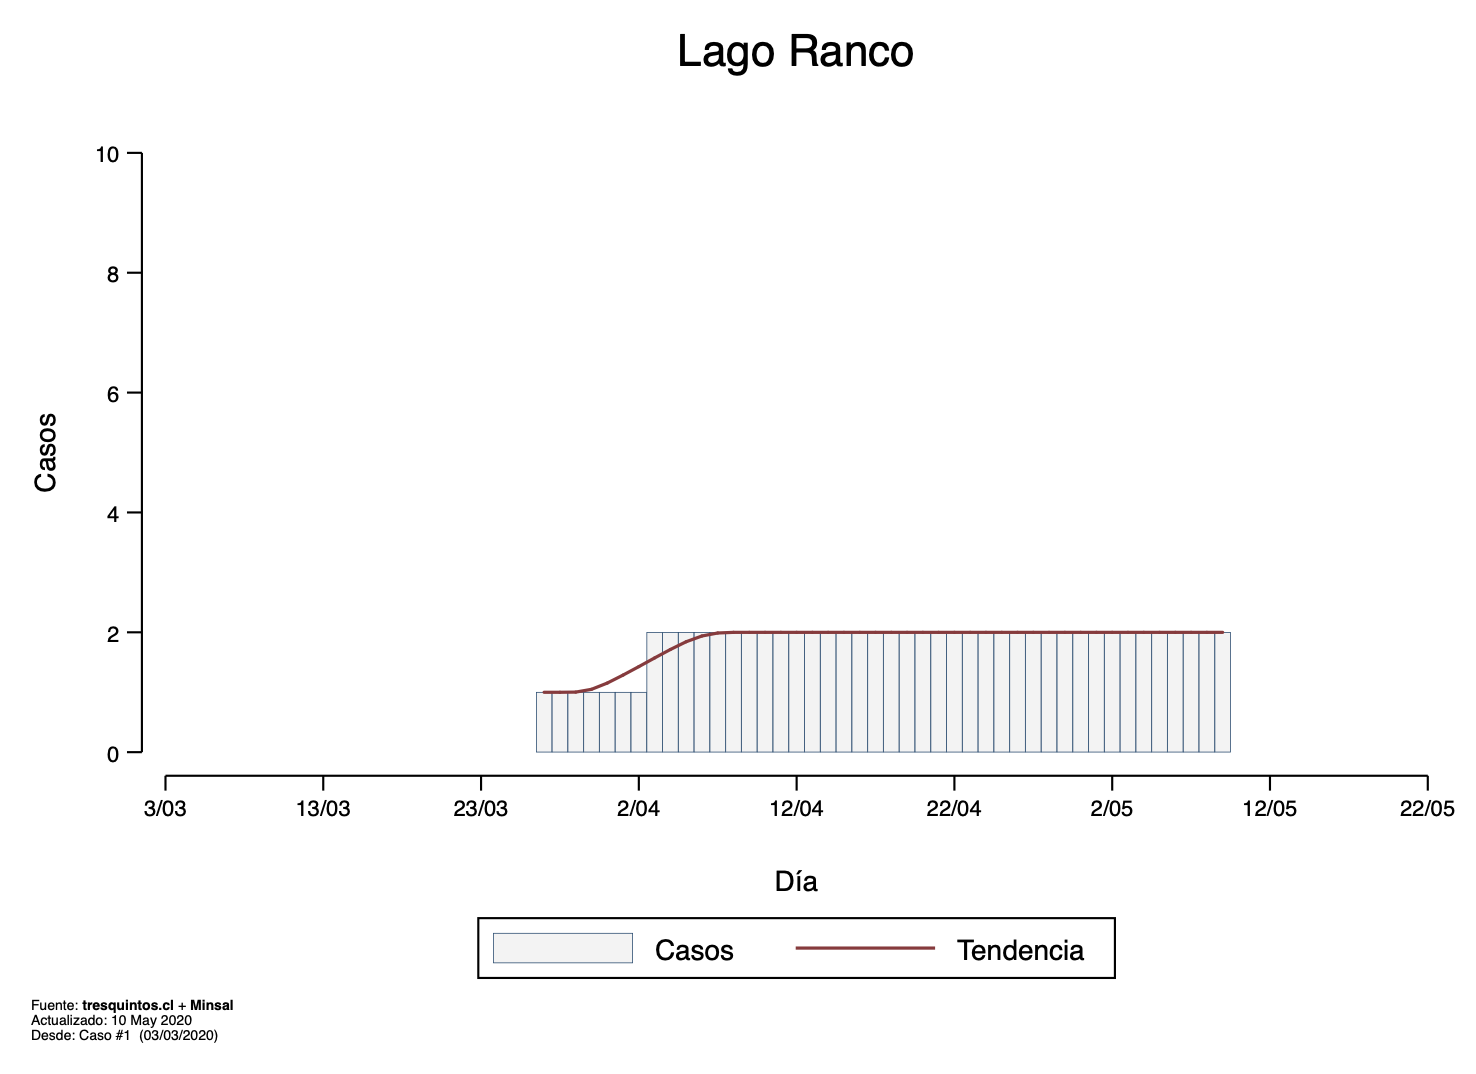 Lago Ranco
10
8
6
4
2
0
Casos
3/03 13/03 23/03 2/04 12/04 22/04 2/05 12/05 22/05
Día
Casos Tendencia
Fuente: tresquintos.cl + Minsal
Actualizado: 10 May 2020
Desde: Caso #1 (03/03/2020)